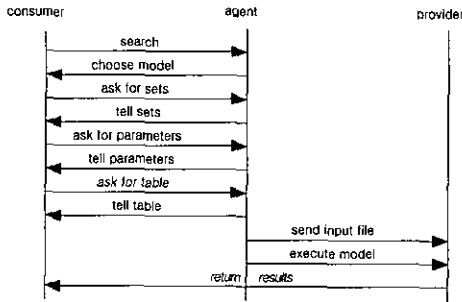 consumer agent provider
search
choose model
ask for sets
tell sets
ask for parameters
tell parameters
ask for table
tell table
send input file
execute model
return results